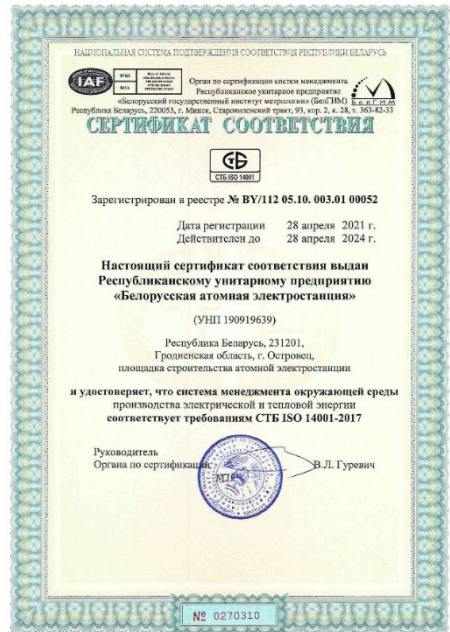 НАЦИОНАЛЬНАЯ СИСТЕМА ПОДТВЕРЖДЕНИЯ СООТВЕТСТВИЯ РЕСПУБЛИКИ БЕЛАРУСЬ
IAF
Орган по сертификации систем менеджмента
Республиканское унитарное предприятие
«Белорусский государственный институт метрологии» (БелГИМ)
БелГИМ
Республика Беларусь, 220053, г. Минск, Старовиленский тракт, 93, кор. 2, к. 28, т. 363-82-33
СЕРТИФИКАТ СООТВЕТСТВИЯ
СТБ ISO 14001
Зарегистрирован в реестре № BY/112 05.10. 003.01 00052
Дата регистрации 28 апреля 2021 г.
Действителен до 28 апреля 2024 г.
Настоящий сертификат соответствия выдан
Республиканскому унитарному предприятию
«Белорусская атомная электростанция»
(УНП 190919639)
Республика Беларусь, 231201,
Гродненская область, г. Островец,
площадка строительства атомной электростанции
и удостоверяет, что система менеджмента окружающей среды
производства электрической и тепловой энергии
соответствует требованиям СТБ ISO 14001-2017
Руководитель
Органа по сертификации
В.Л. Гуревич
№ 0270310